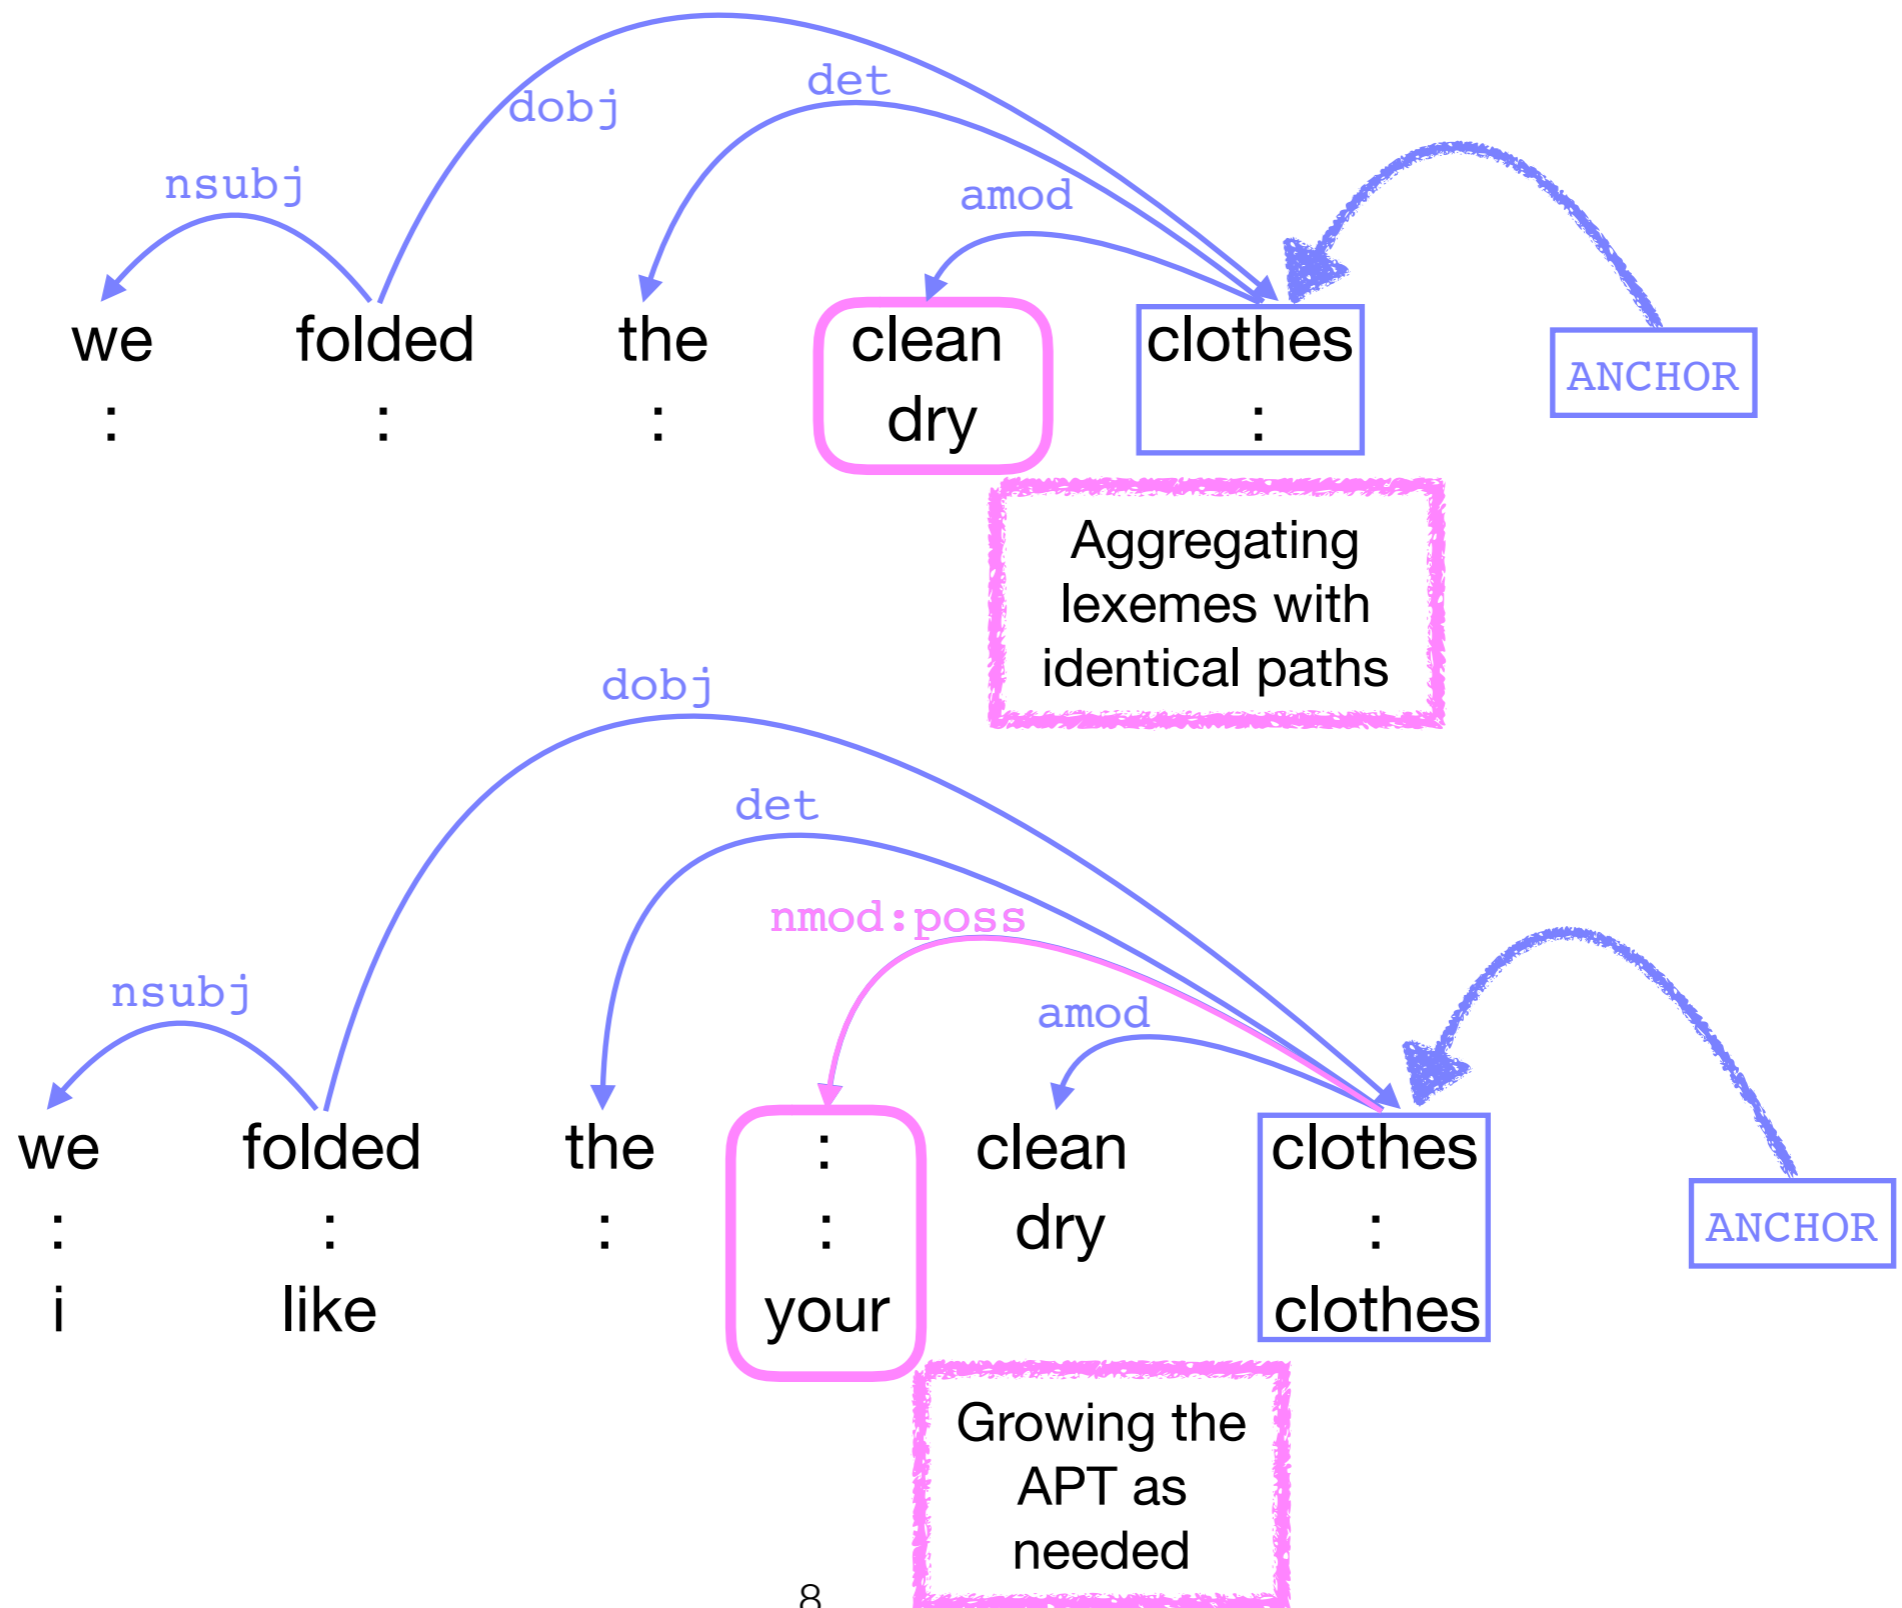 dobj
det
nsubj
amod
we folded the clean clothes
ANCHOR
: : : dry :
Aggregating
lexemes with
identical paths
dobj
det
nmod:poss
nsubj
amod
we folded the : clean clothes
: : : : dry :
ANCHOR
i like your clothes
Growing the
APT as
needed
8